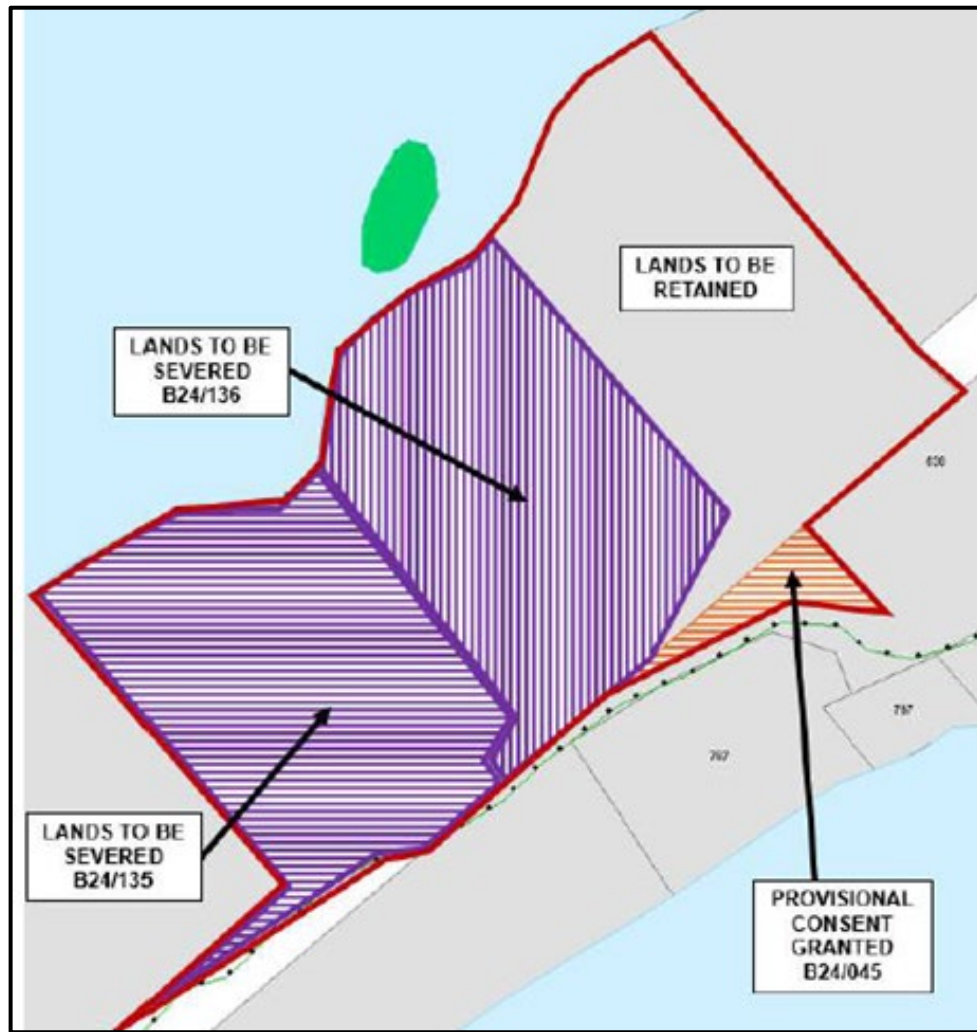 LANDS TO BE
RETAINED
LANDS TO BE
SEVERED
B24/136
LANDS TO BE
SEVERED
B24/135
PROVISIONAL
CONSENT
GRANTED
B24/045
767